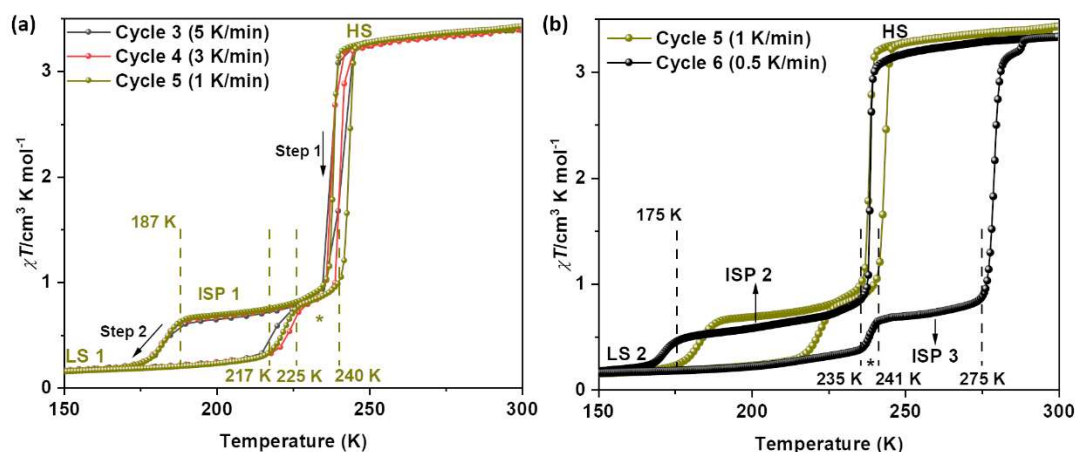 (a)
Cycle 3 (5 K/min)
Cycle 4 (3 K/min)
Cycle 5 (1 K/min)
HS
Step 1
187 K
ISP 1
Step 2
LS 1
*
217 K
225 K
240 K
χT/cm³ K mol⁻¹
3
2
1
0
150
200
250
300
Temperature (K)
(b)
Cycle 5 (1 K/min)
Cycle 6 (0.5 K/min)
HS
175 K
ISP 2
LS 2
ISP 3
235 K
*
241 K
275 K
χT/cm³ K mol⁻¹
3
2
1
0
150
200
250
300
Temperature (K)